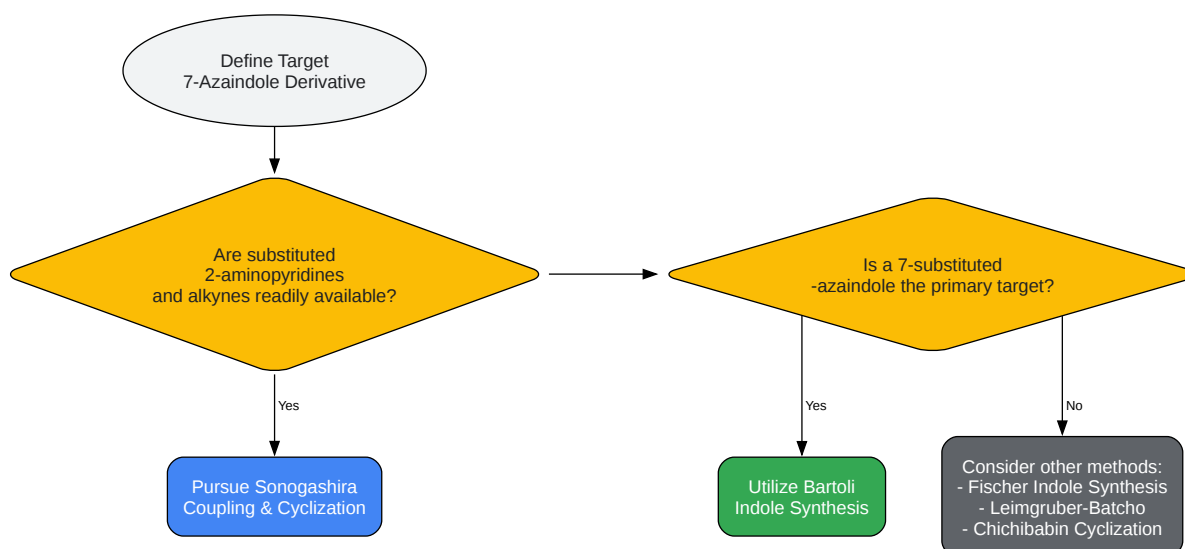 Define Target
7-Azaindole Derivative
Are substituted
2-aminopyridines
and alkynes readily available?
Is a 7-substituted
-azaindole the primary target?
Yes
Yes
No
Pursue Sonogashira
Coupling & Cyclization
Utilize Bartoli
Indole Synthesis
Consider other methods:
- Fischer Indole Synthesis
- Leimgruber-Batcho
- Chichibabin Cyclization